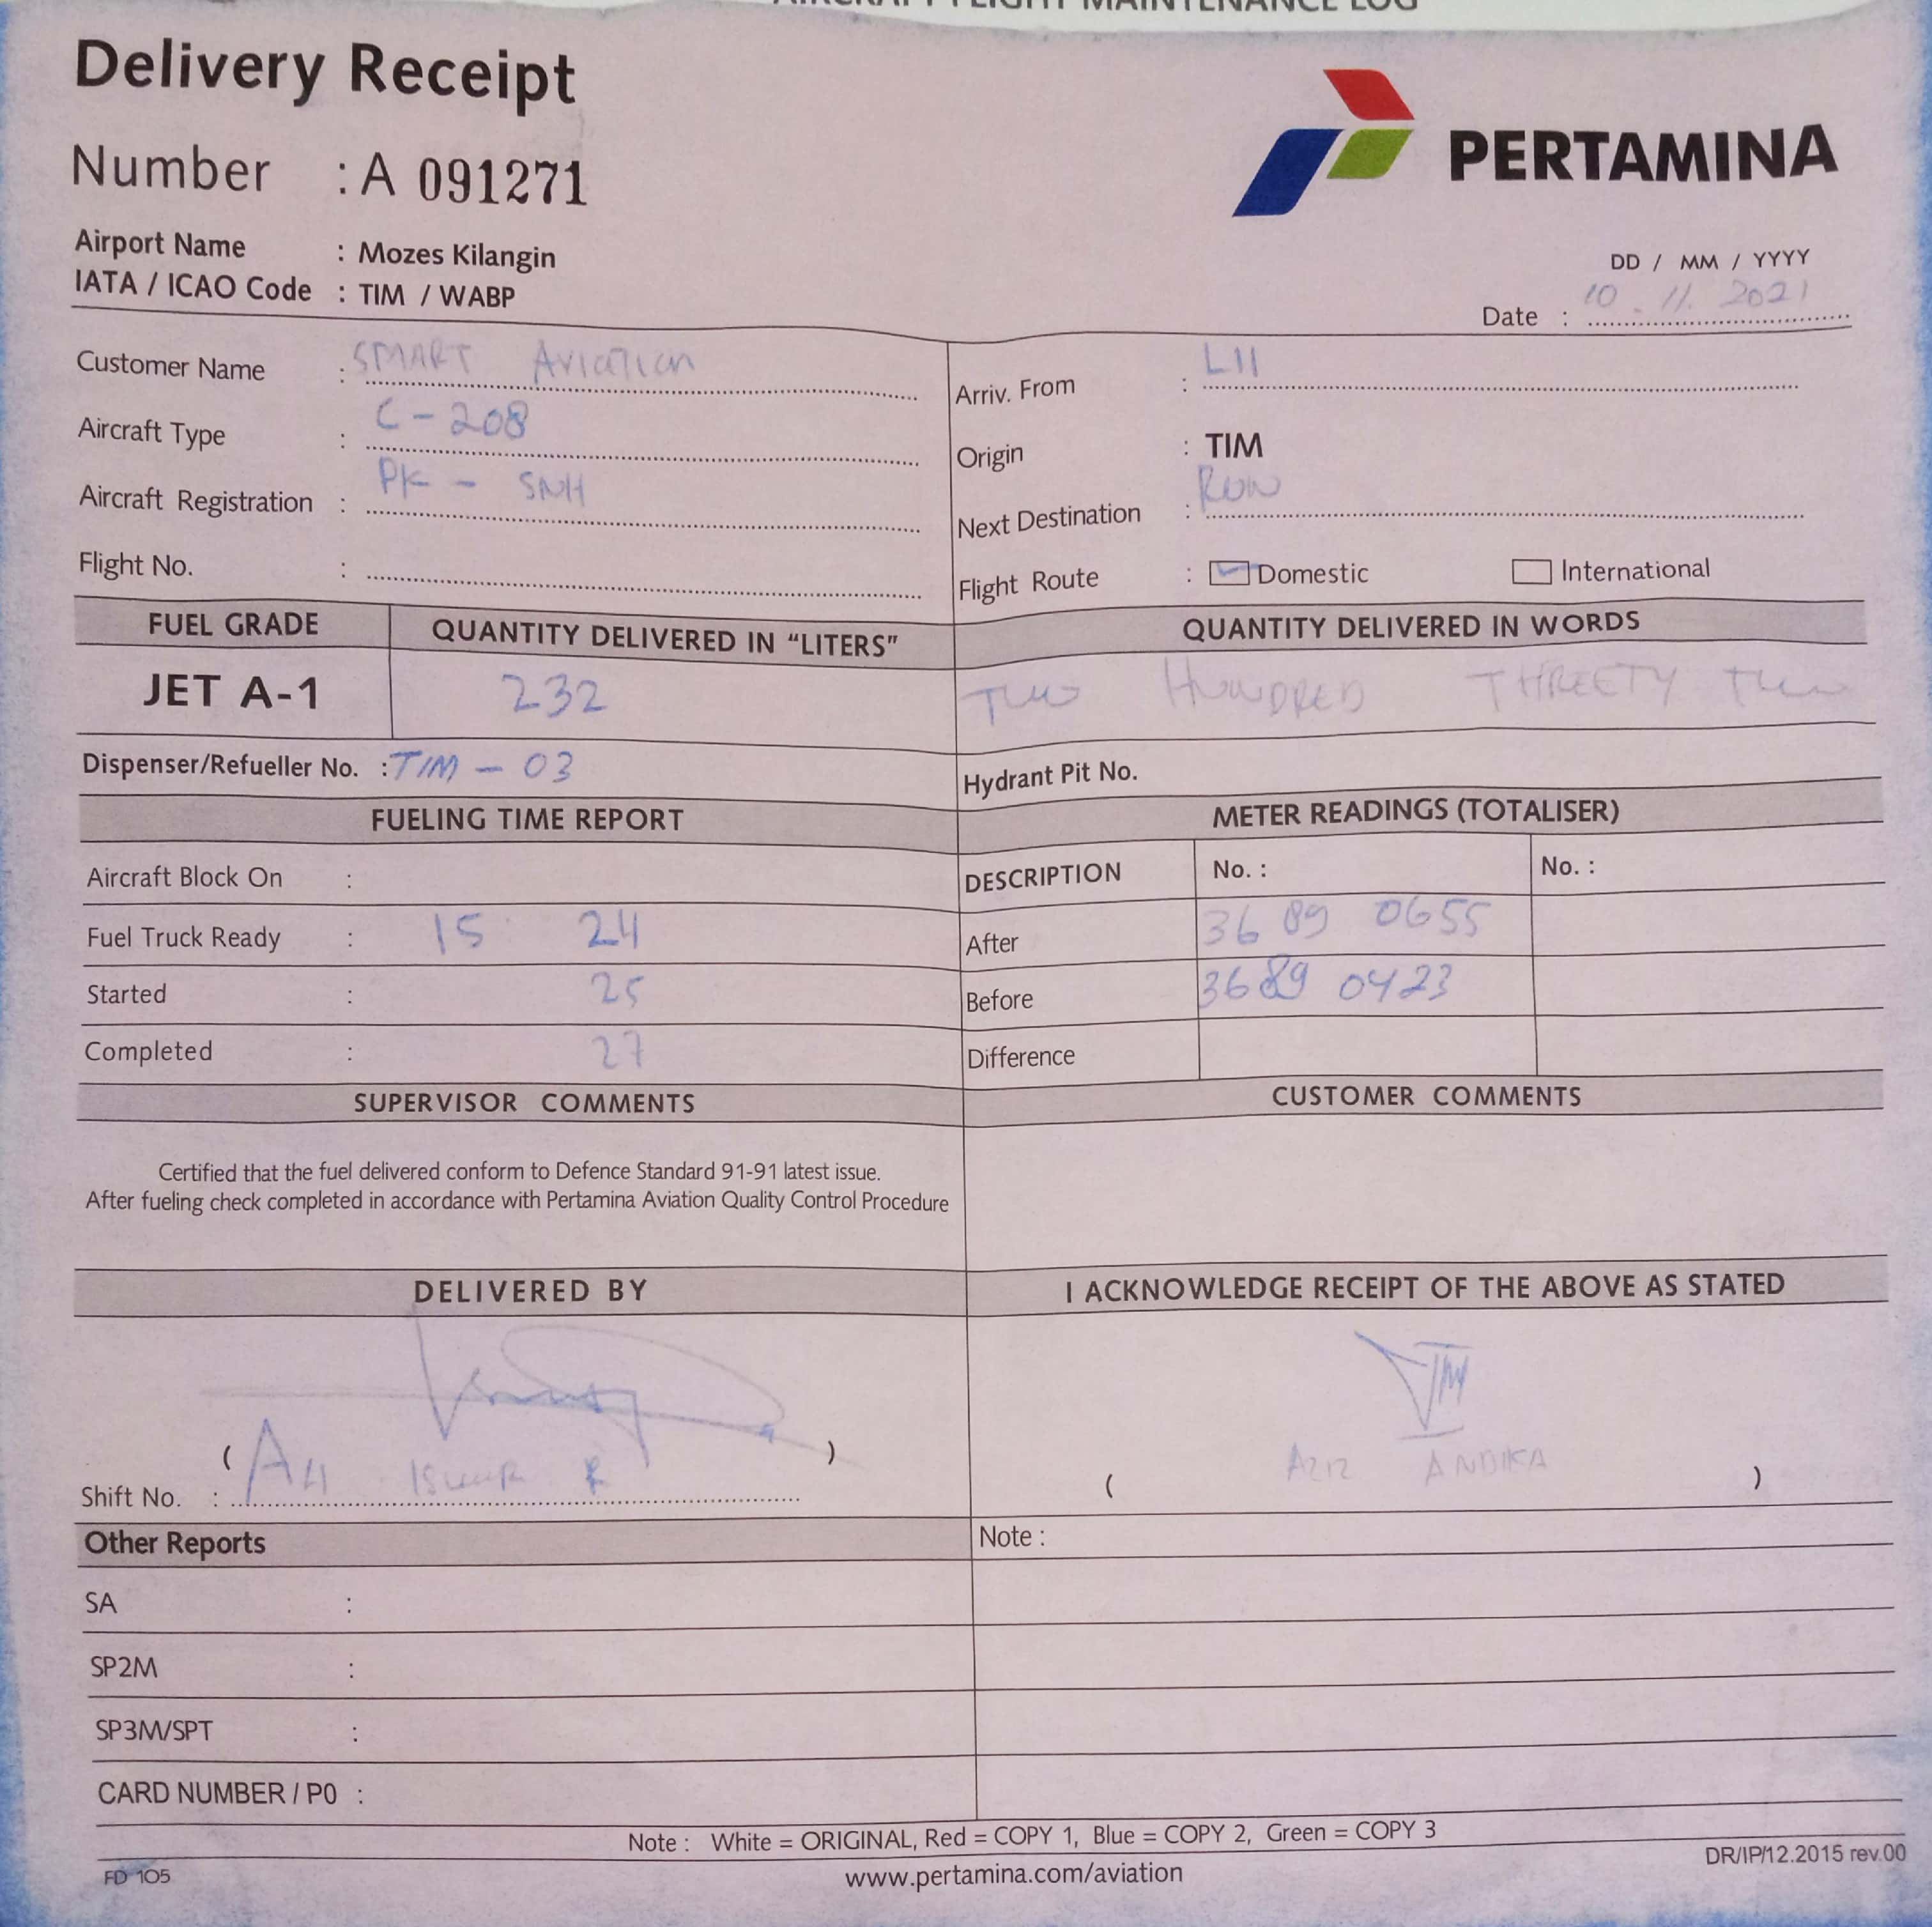 AIRCRAFT FLIGHT MAINTENANCE LOG
Delivery Receipt
PERTAMINA
Number : A 091271
Airport Name : Mozes Kilangin
IATA / ICAO Code : TIM / WABP
DD / MM / YYYY
Date : 10 . 11. 2021
Customer Name : SMART AVIATION
Aircraft Type : C-208
Aircraft Registration : PK - SNH
Flight No. :
Arriv. From : L11
Origin : TIM
Next Destination :
Flight Route : Domestic International
FUEL GRADE QUANTITY DELIVERED IN “LITERS” QUANTITY DELIVERED IN WORDS
JET A-1 232 TWO HUNDRED THREETY TWO
Dispenser/Refueller No. : TIM - 03 Hydrant Pit No.
FUELING TIME REPORT METER READINGS (TOTALISER)
Aircraft Block On : DESCRIPTION No. : No. :
Fuel Truck Ready : 15 24 After 36 89 0655
Started : 25 Before 3689 0423
Completed : 27 Difference
SUPERVISOR COMMENTS CUSTOMER COMMENTS
Certified that the fuel delivered conform to Defence Standard 91-91 latest issue.
After fueling check completed in accordance with Pertamina Aviation Quality Control Procedure
DELIVERED BY I ACKNOWLEDGE RECEIPT OF THE ABOVE AS STATED
( )
Shift No. :
( AZIZ ANDIKA )
Other Reports Note :
SA :
SP2M :
SP3M/SPT :
CARD NUMBER / P0 :
Note : White = ORIGINAL, Red = COPY 1, Blue = COPY 2, Green = COPY 3
FD 105 www.pertamina.com/aviation DR/IP/12.2015 rev.00